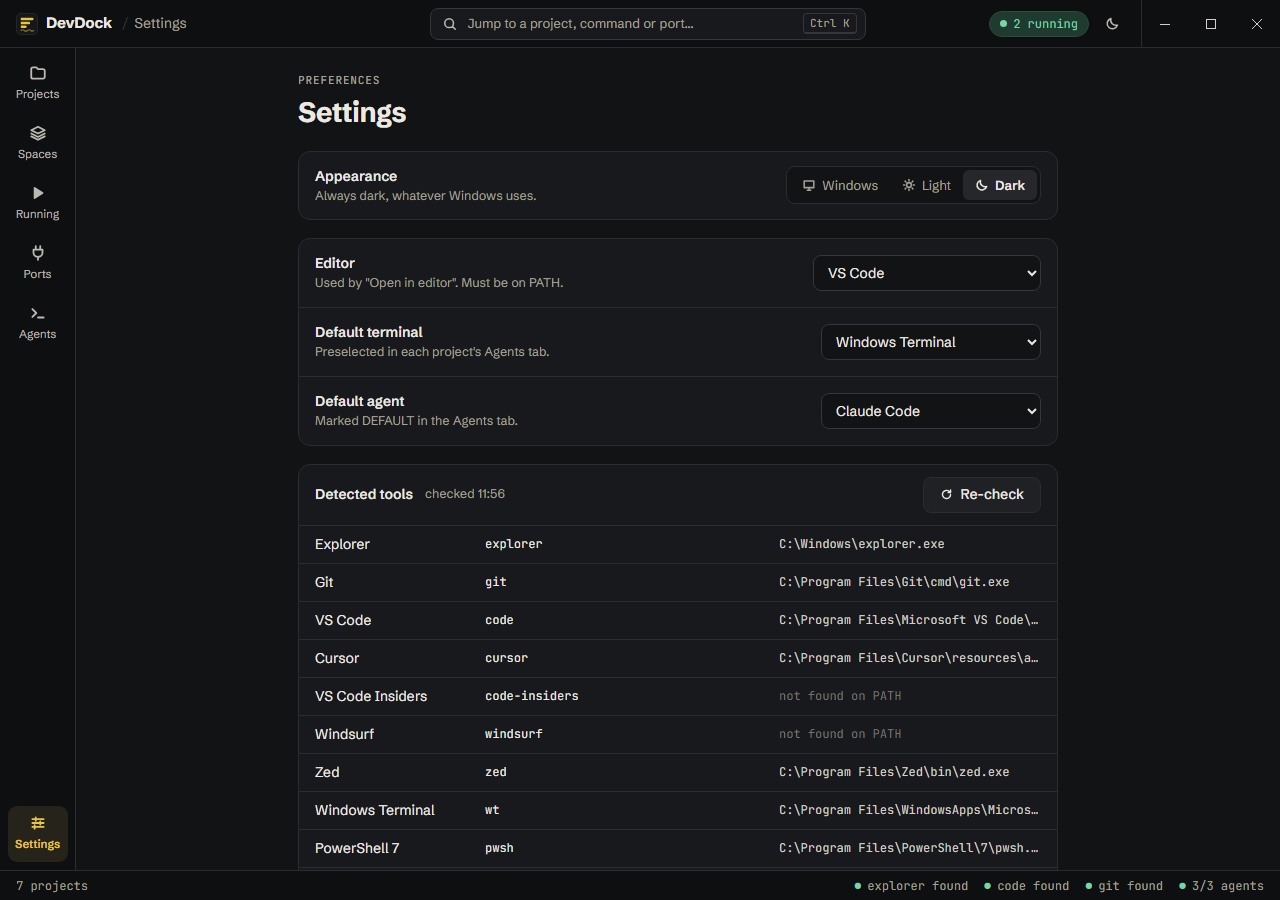 DevDock / Settings
Jump to a project, command or port... Ctrl K
2 running
Projects
Spaces
Running
Ports
Agents
Settings
PREFERENCES
Settings
Appearance
Always dark, whatever Windows uses.
Windows Light Dark
Editor
Used by "Open in editor". Must be on PATH.
VS Code
Default terminal
Preselected in each project's Agents tab.
Windows Terminal
Default agent
Marked DEFAULT in the Agents tab.
Claude Code
Detected tools checked 11:56
Re-check
Explorer explorer C:\Windows\explorer.exe
Git git C:\Program Files\Git\cmd\git.exe
VS Code code C:\Program Files\Microsoft VS Code\…
Cursor cursor C:\Program Files\Cursor\resources\a…
VS Code Insiders code-insiders not found on PATH
Windsurf windsurf not found on PATH
Zed zed C:\Program Files\Zed\bin\zed.exe
Windows Terminal wt C:\Program Files\WindowsApps\Micros…
PowerShell 7 pwsh C:\Program Files\PowerShell\7\pwsh.…
7 projects
explorer found code found git found 3/3 agents